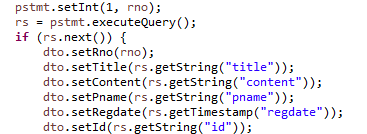 pstmt.setInt(1, rno);
rs = pstmt.executeQuery();
if (rs.next()) {
    dto.setRno(rno);
    dto.setTitle(rs.getString("title"));
    dto.setContent(rs.getString("content"));
    dto.setPname(rs.getString("pname"));
    dto.setRegdate(rs.getTimestamp("regdate"));
    dto.setId(rs.getString("id"));